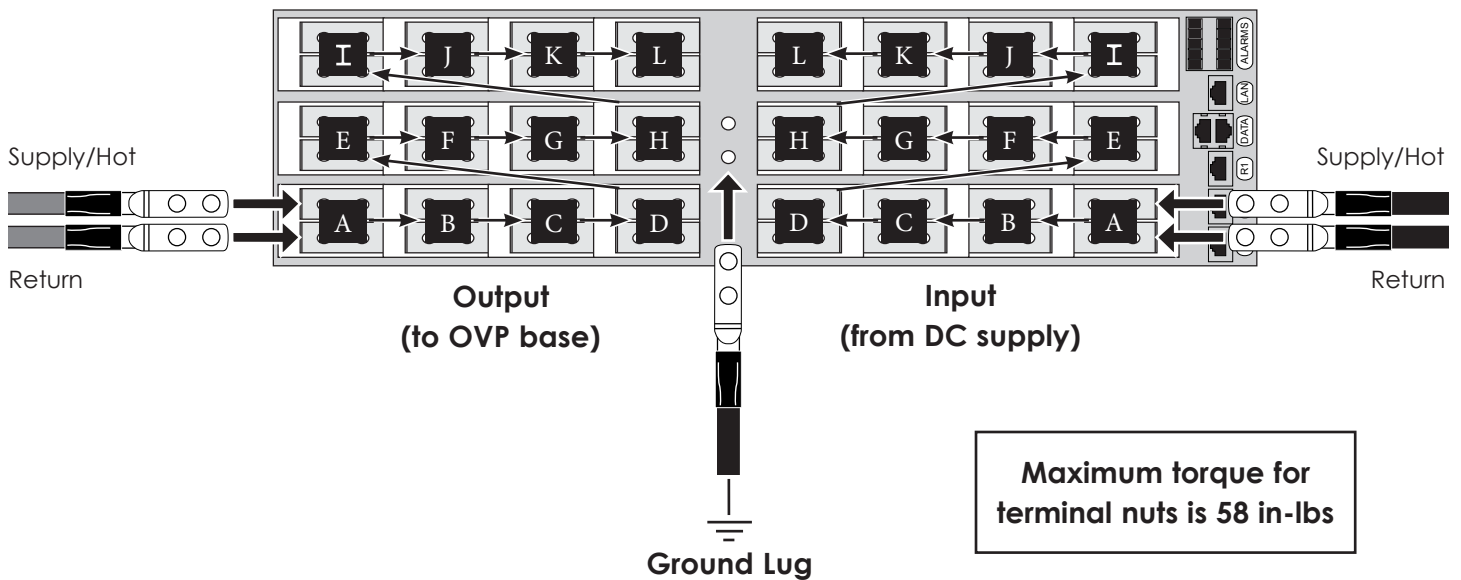 I J K L L K J I
ALARMS
LAN
E F G H H G F E
DATA
R1
Supply/Hot
Supply/Hot
A B C D D C B A
Return
Return
Output
(to OVP base)
Input
(from DC supply)
Maximum torque for
terminal nuts is 58 in-lbs
Ground Lug